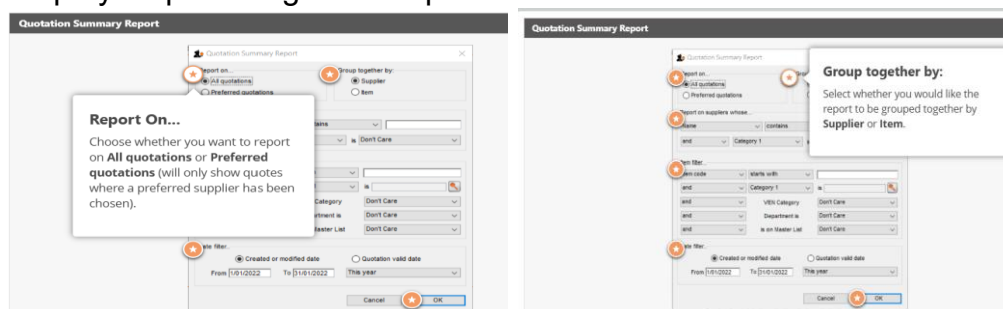 Quotation Summary Report
Quotation Summary Report
Report on...
Group together by:
All quotations
Supplier
Preferred quotations
Item
Report On...
Choose whether you want to report
on All quotations or Preferred
quotations (will only show quotes
where a preferred supplier has been
chosen).
is Don't Care
is
Category Don't Care
Don't Care
Master List Don't Care
Created or modified date
Quotation valid date
From 1/01/2022 To 31/01/2022 This year
Cancel OK
Quotation Summary Report
Quotation Summary Report
Report on...
All quotations
Preferred quotations
Group together by:
Select whether you would like the
report to be grouped together by
Supplier or Item.
Report on suppliers whose...
contains
and Category 1
Item filter...
starts with
and Category 1 is
and VEN Category Don't Care
and Department is Don't Care
and is on Master List Don't Care
Created or modified date
Quotation valid date
From 1/01/2022 To 31/01/2022 This year
Cancel OK